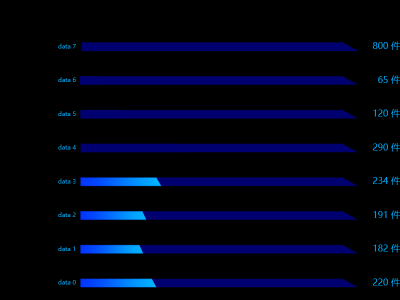 data 7 800 件
data 6 65 件
data 5 120 件
data 4 290 件
data 3 234 件
data 2 191 件
data 1 182 件
data 0 220 件